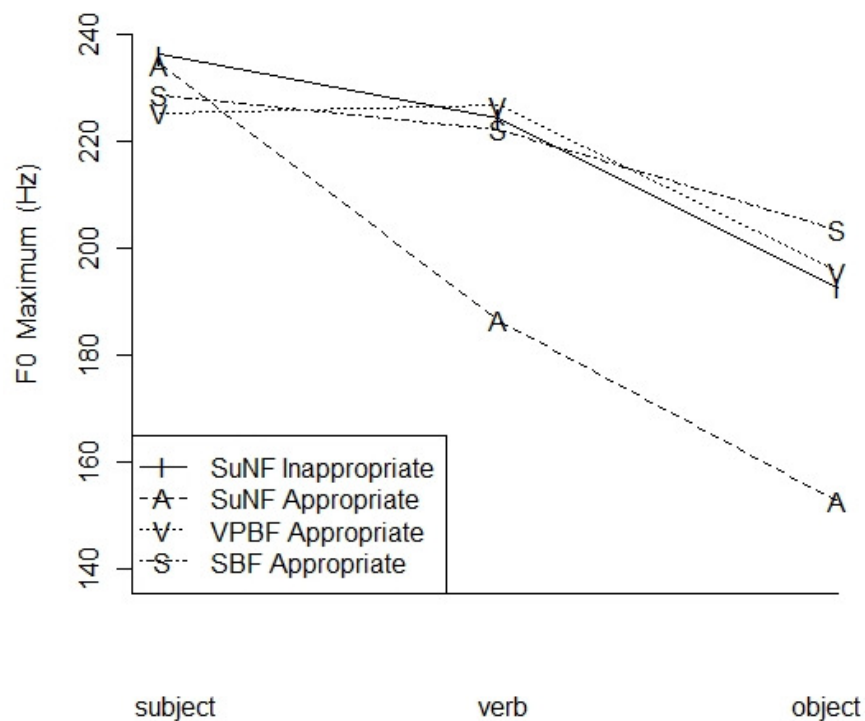 F0 Maximum (Hz)
240
220
200
180
160
140
I
A
S
V
V
I
S
A
S
V
I
A
I SuNF Inappropriate
A SuNF Appropriate
V VPBF Appropriate
S SBF Appropriate
subject verb object